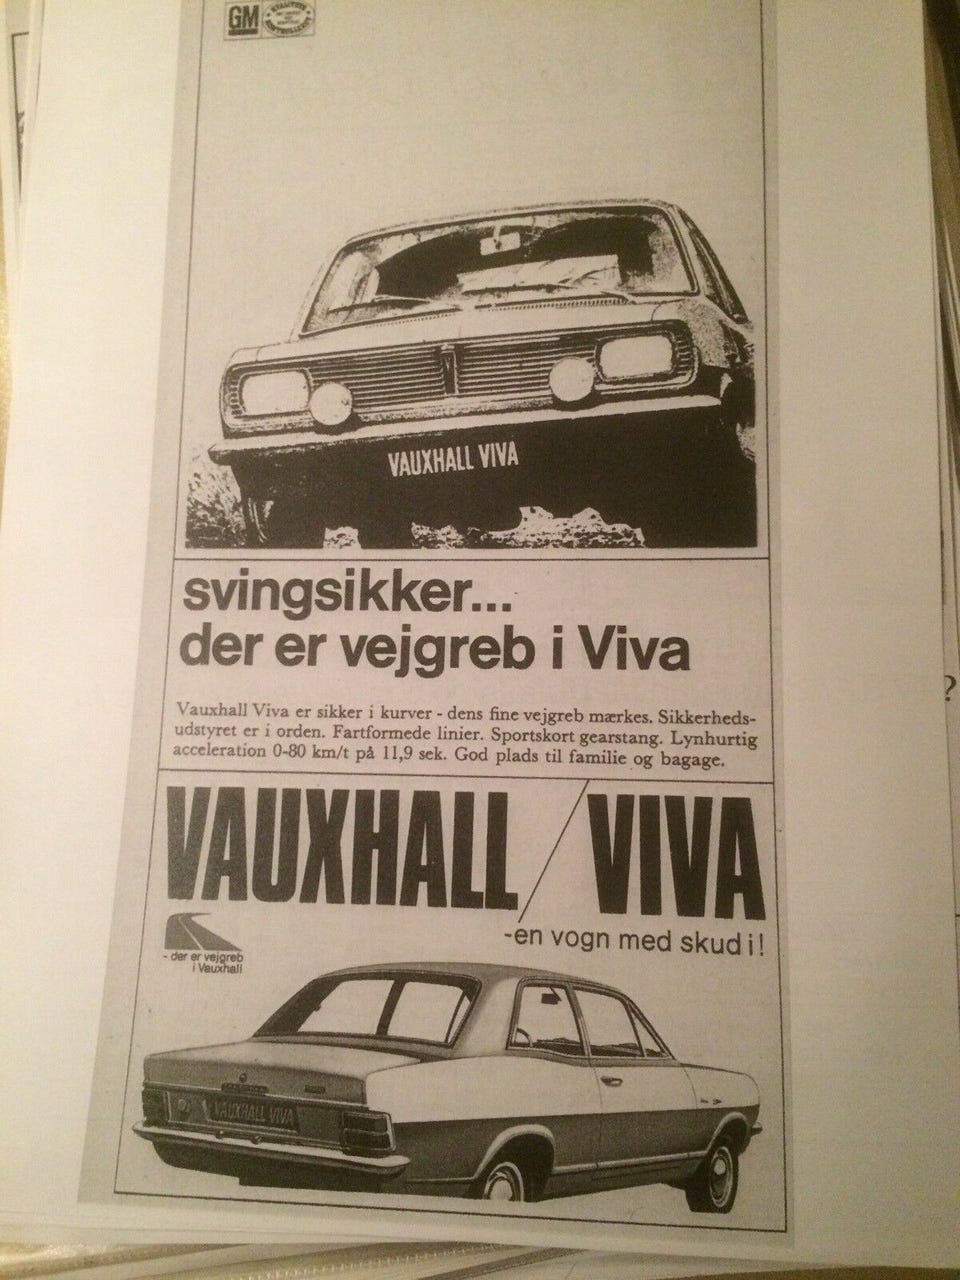 GM
VAUXHALL VIVA
svingsikker...
der er vejgreb i Viva
Vauxhall Viva er sikker i kurver - dens fine vejgreb mærkes. Sikkerheds-
udstyret er i orden. Fartformede linier. Sportskort gearstang. Lynhurtig
acceleration 0-80 km/t på 11,9 sek. God plads til familie og bagage.
VAUXHALL / VIVA
-en vogn med skud i!
- der er vejgreb
i Vauxhall
VAUXHALL VIVA
?